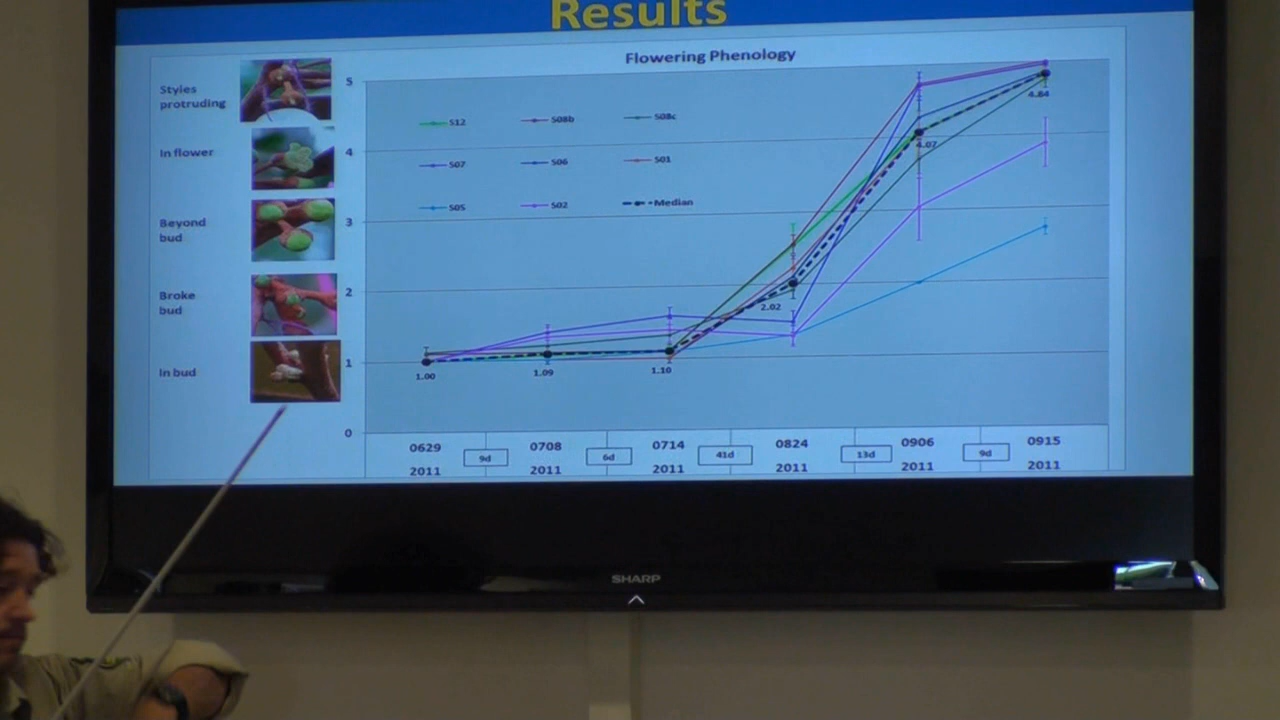 Results
Flowering Phenology
Styles
protruding
In flower
Beyond
bud
Broke
bud
In bud
5
4
3
2
1
0
S12 S08b S08c
S07 S06 S01
S05 S02 Median
1.00 1.09 1.10 2.02 4.07 4.84
0629 0708 0714 0824 0906 0915
9d 6d 41d 13d 9d
2011 2011 2011 2011 2011 2011
SHARP